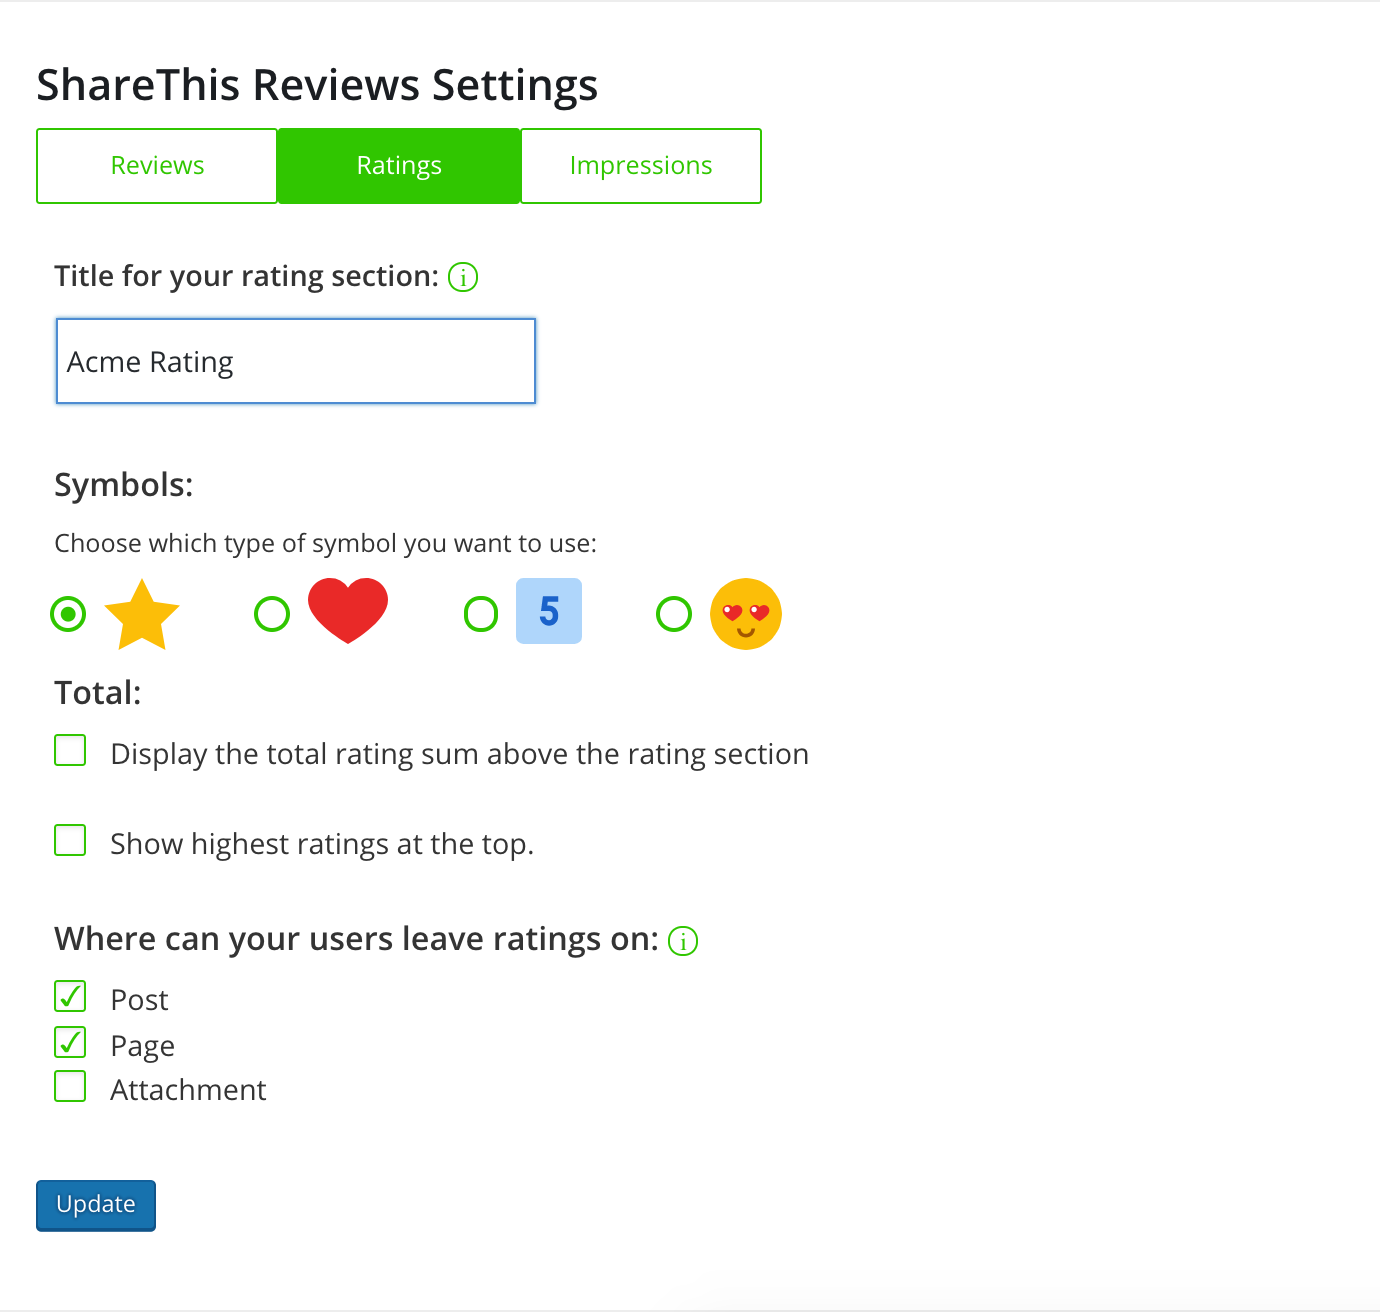 ShareThis Reviews Settings
Reviews Ratings Impressions
Title for your rating section: i
Acme Rating
Symbols:
Choose which type of symbol you want to use:
5
Total:
Display the total rating sum above the rating section
Show highest ratings at the top.
Where can your users leave ratings on: i
Post
Page
Attachment
Update